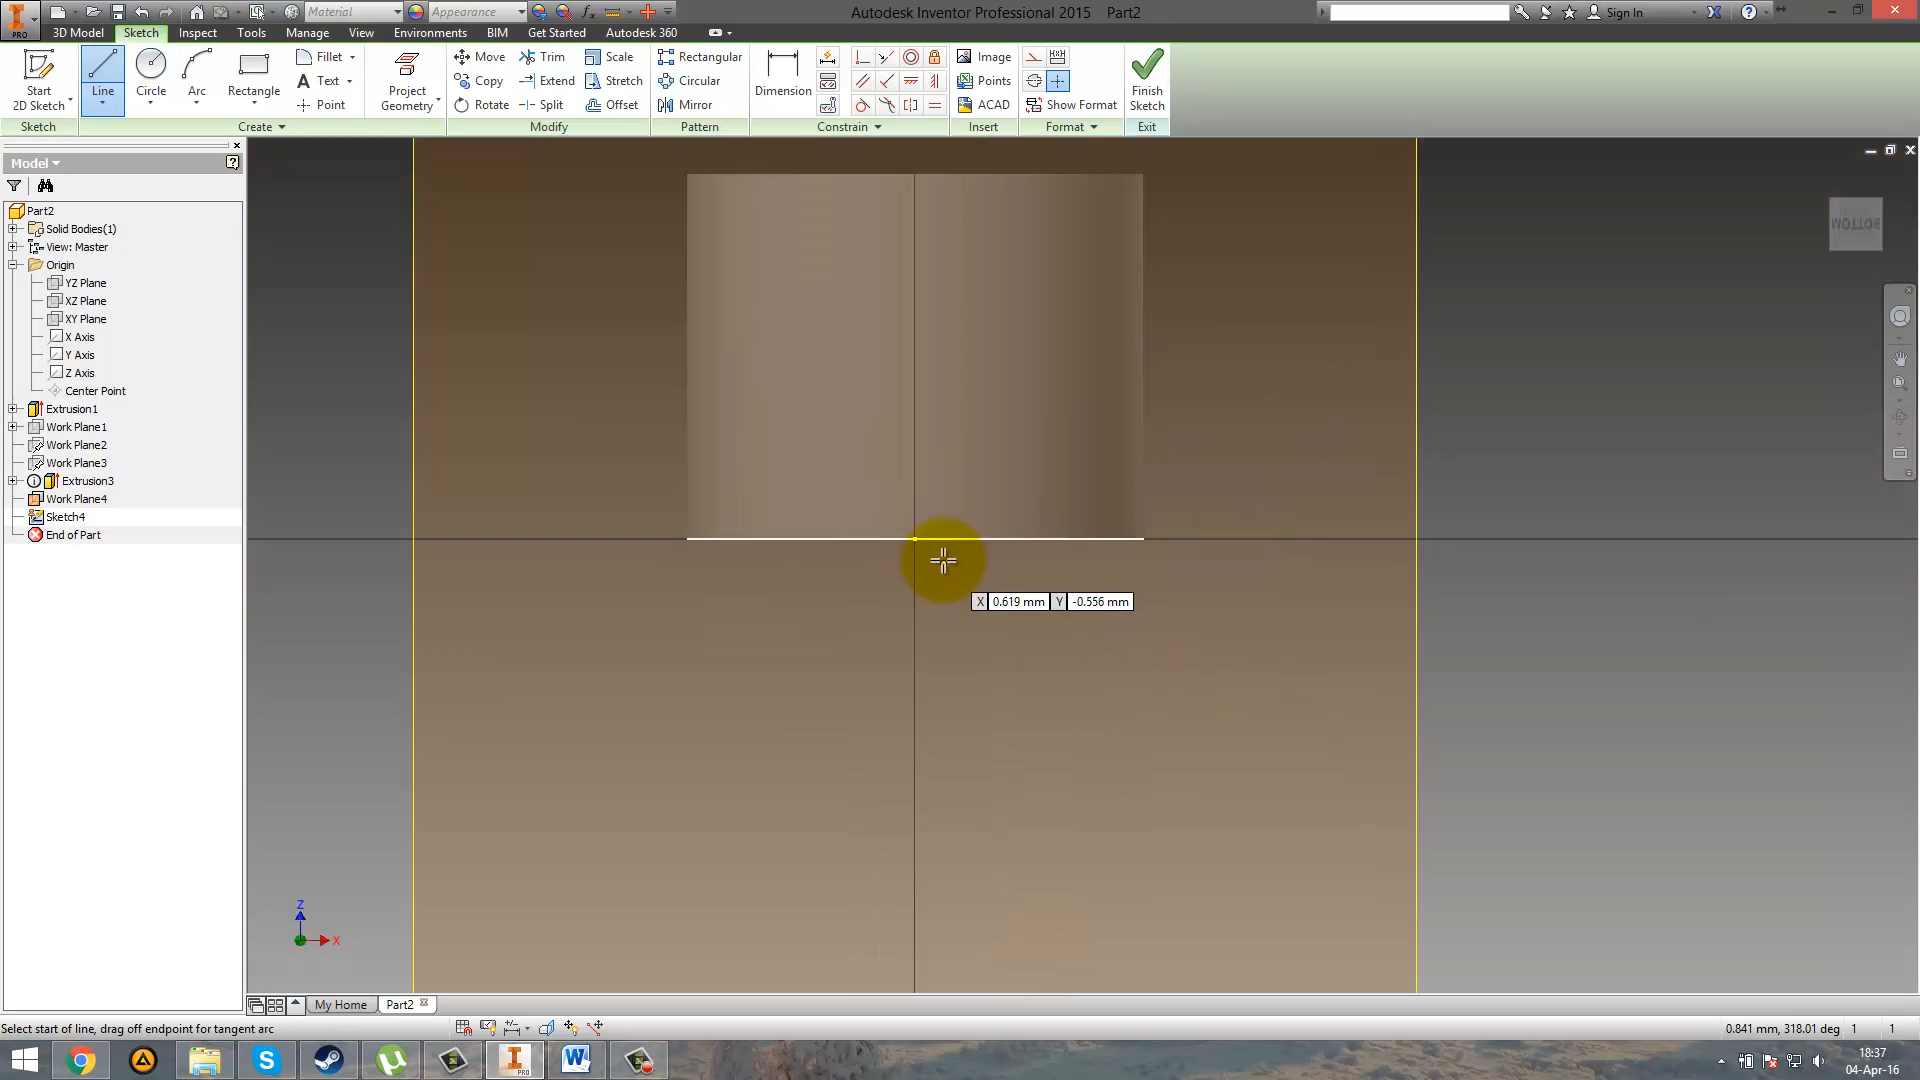 Material
Appearance
Autodesk Inventor Professional 2015 Part2
Sign In
PRO
3D Model Sketch Inspect Tools Manage View Environments BIM Get Started Autodesk 360
Start
2D Sketch
Line
Circle
Arc
Rectangle
Fillet
Text
Point
Project
Geometry
Move
Copy
Rotate
Trim
Extend
Split
Scale
Stretch
Offset
Rectangular
Circular
Mirror
Dimension
Image
Points
ACAD
Show Format
Finish
Sketch
Sketch Create Modify Pattern Constrain Insert Format Exit
Model
Part2
Solid Bodies(1)
View: Master
Origin
YZ Plane
XZ Plane
XY Plane
X Axis
Y Axis
Z Axis
Center Point
Extrusion1
Work Plane1
Work Plane2
Work Plane3
Extrusion3
Work Plane4
Sketch4
End of Part
BOTTOM
X 0.619 mm Y -0.556 mm
Z
X
My Home Part2
Select start of line, drag off endpoint for tangent arc
0.841 mm, 318.01 deg 1 1
18:37
04-Apr-16